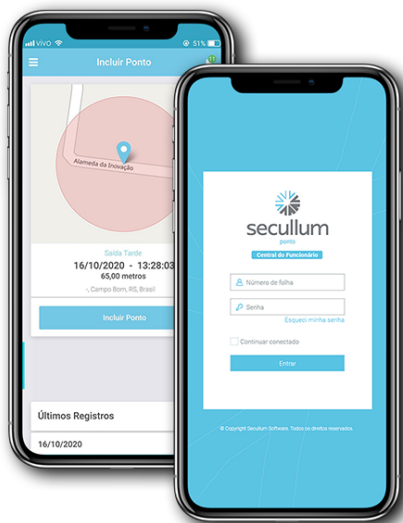 vivo
51%
Incluir Ponto
Alameda da Inovação
Saída Tarde
16/10/2020 - 13:28:03
65,00 metros
-, Campo Bom, RS, Brasil
Incluir Ponto
Últimos Registros
16/10/2020
secullum
ponto
Central do Funcionário
Número de folha
Senha
Esqueci minha senha
Continuar conectado
Entrar
© Copyright Secullum Software. Todos os direitos reservados.